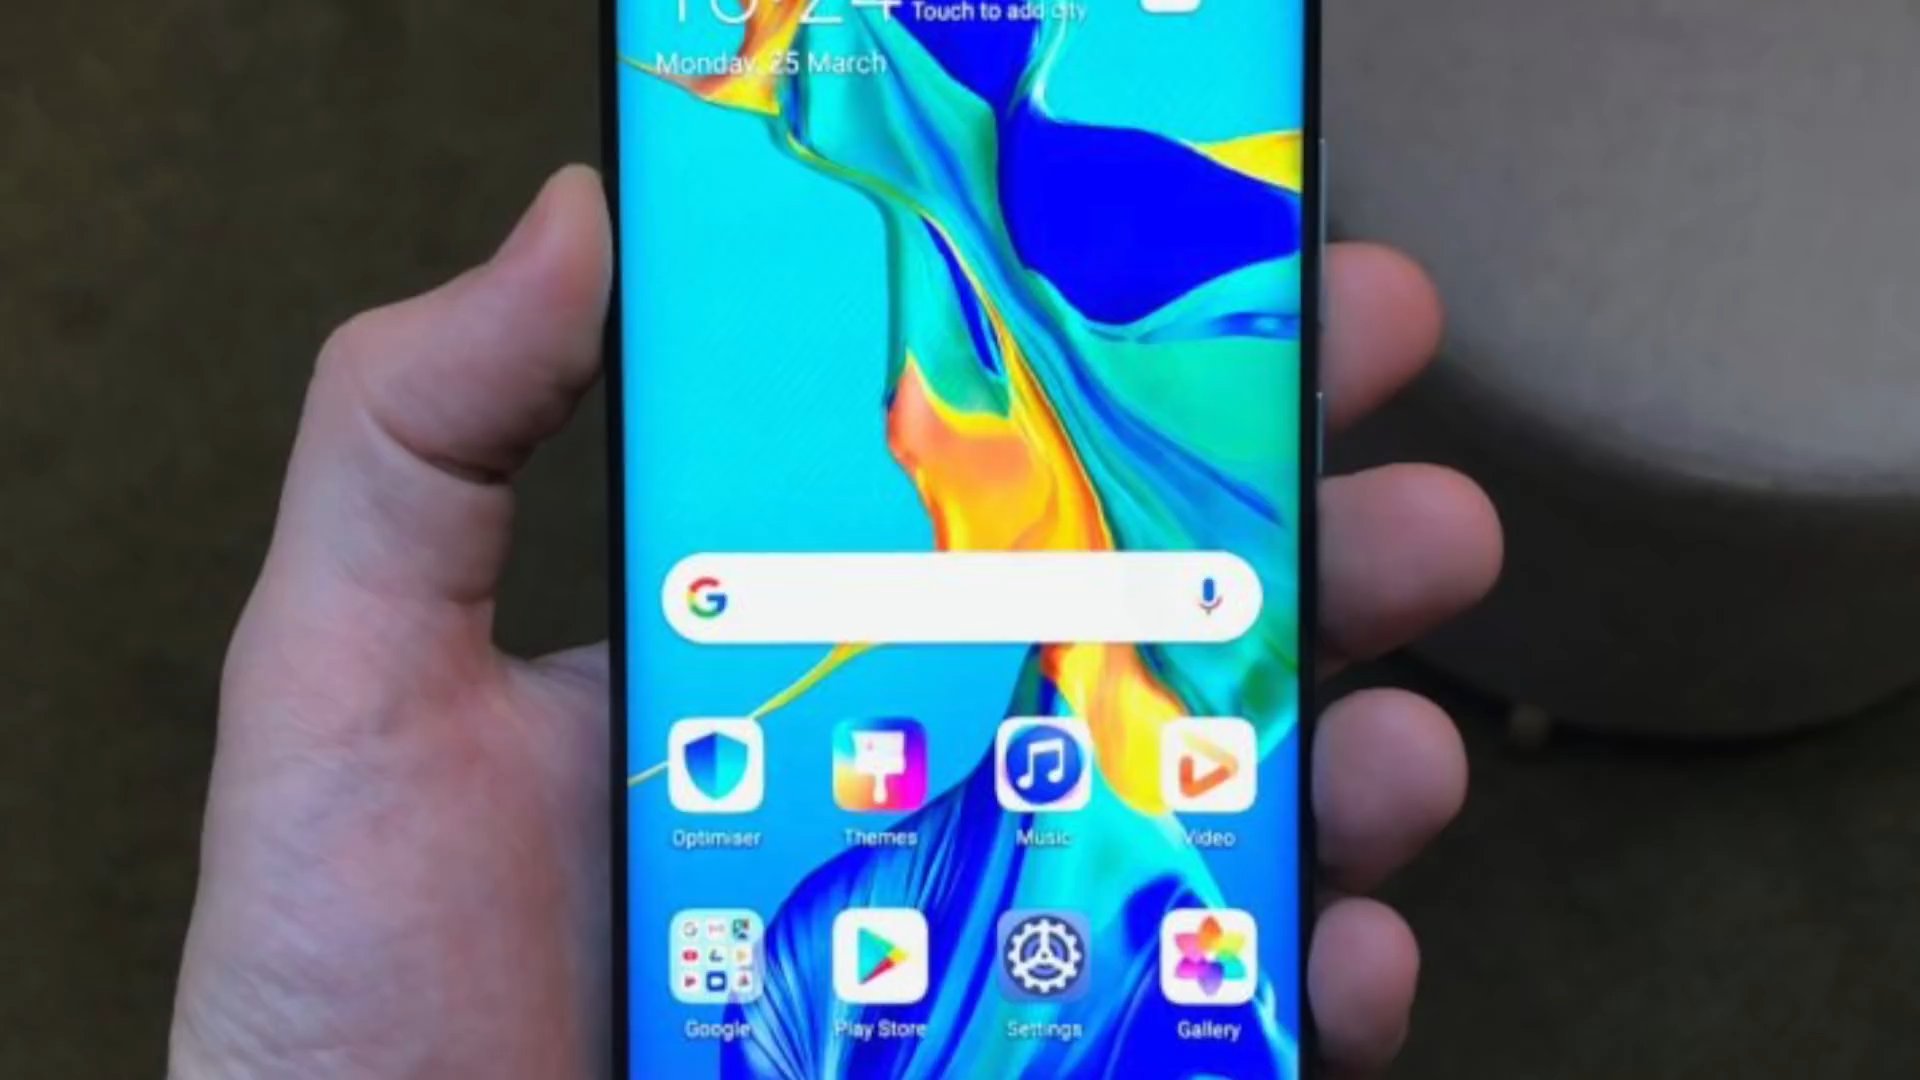 Touch to add city
Monday, 25 March
G
Optimiser
Themes
Music
Video
Google
Play Store
Settings
Gallery